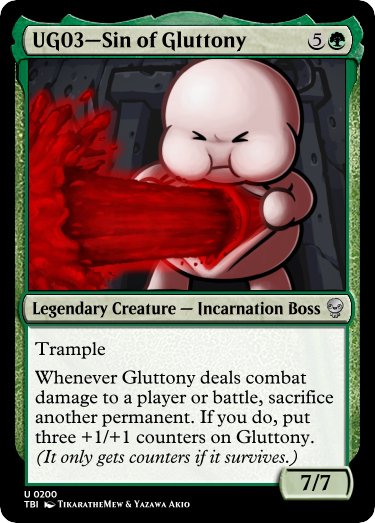 UG03—Sin of Gluttony 5
Legendary Creature — Incarnation Boss
Trample
Whenever Gluttony deals combat
damage to a player or battle, sacrifice
another permanent. If you do, put
three +1/+1 counters on Gluttony.
(It only gets counters if it survives.)
7/7
U 0200
TBI TikaratheMew & Yazawa Akio